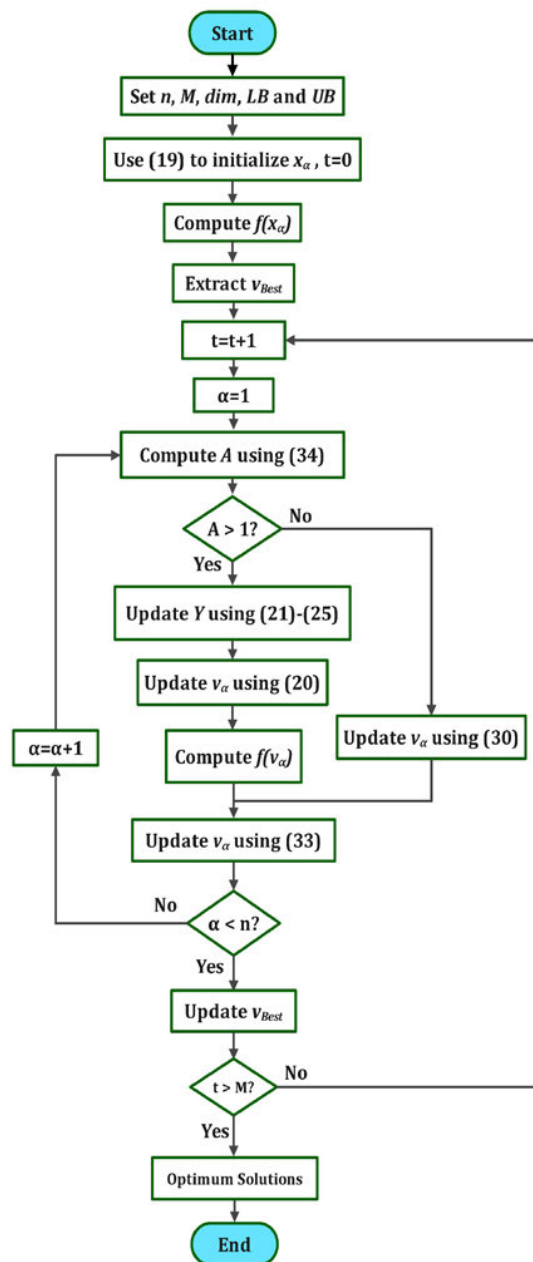 Start
Set n, M, dim, LB and UB
Use (19) to initialize xα , t=0
Compute f(xα)
Extract vBest
t=t+1
α=1
Compute A using (34)
A > 1?
No
Yes
Update Y using (21)-(25)
Update vα using (20)
α=α+1
Compute f(vα)
Update vα using (30)
Update vα using (33)
No
α < n?
Yes
Update vBest
t > M?
No
Yes
Optimum Solutions
End